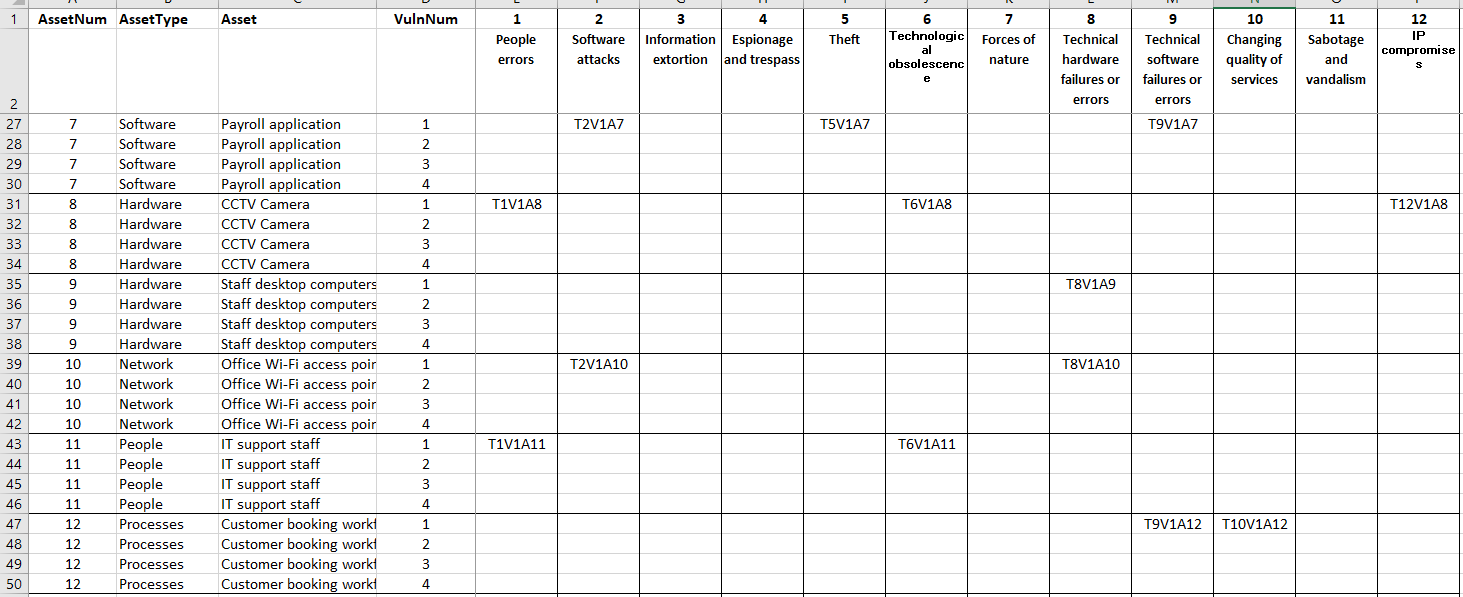 1 AssetNum AssetType Asset VulnNum 1 2 3 4 5 6 7 8 9 10 11 12
2 People errors Software attacks Information extortion Espionage and trespass Theft Technologic al obsolescenc e Forces of nature Technical hardware failures or errors Technical software failures or errors Changing quality of services Sabotage and vandalism IP compromise s
27 7 Software Payroll application 1 T2V1A7 T5V1A7 T9V1A7
28 7 Software Payroll application 2
29 7 Software Payroll application 3
30 7 Software Payroll application 4
31 8 Hardware CCTV Camera 1 T1V1A8 T6V1A8 T12V1A8
32 8 Hardware CCTV Camera 2
33 8 Hardware CCTV Camera 3
34 8 Hardware CCTV Camera 4
35 9 Hardware Staff desktop computers 1 T8V1A9
36 9 Hardware Staff desktop computers 2
37 9 Hardware Staff desktop computers 3
38 9 Hardware Staff desktop computers 4
39 10 Network Office Wi-Fi access poir 1 T2V1A10 T8V1A10
40 10 Network Office Wi-Fi access poir 2
41 10 Network Office Wi-Fi access poir 3
42 10 Network Office Wi-Fi access poir 4
43 11 People IT support staff 1 T1V1A11 T6V1A11
44 11 People IT support staff 2
45 11 People IT support staff 3
46 11 People IT support staff 4
47 12 Processes Customer booking workf 1 T9V1A12 T10V1A12
48 12 Processes Customer booking workf 2
49 12 Processes Customer booking workf 3
50 12 Processes Customer booking workf 4